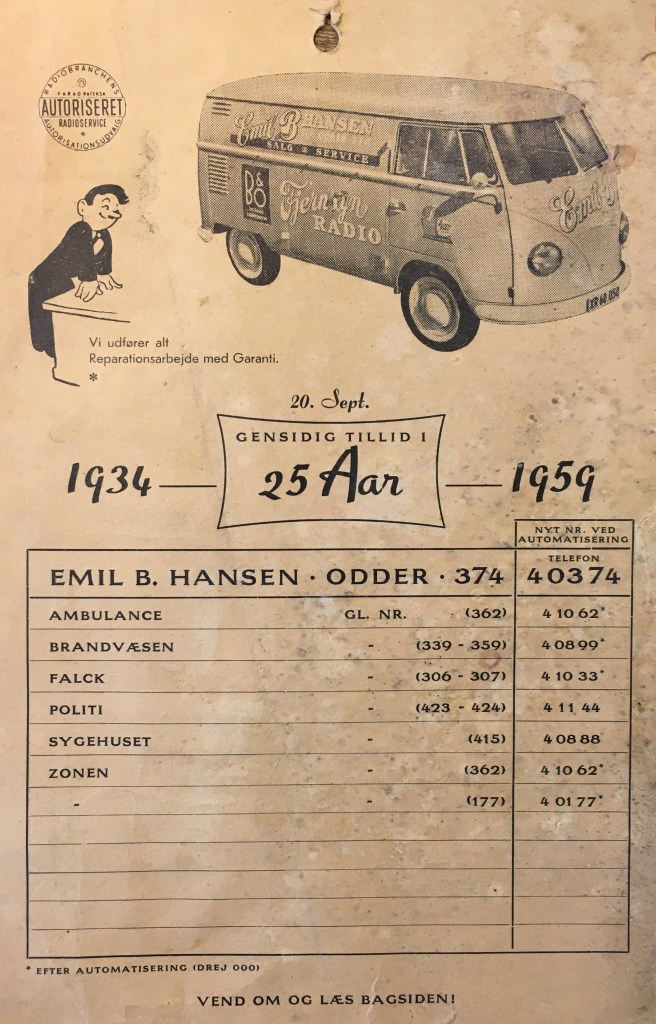 RADIOBRANCHENS
AUTORISERET
RADIOSERVICE
AUTORISATIONSUDVALG
Emil B. HANSEN
SALG & SERVICE
B&O
Fjernsyn
RADIO
Emil B
Vi udfører alt
Reparationsarbejde med Garanti.
*
20. Sept.
GENSIDIG TILLID I
1934 — 25 Aar — 1959
NYT NR. VED
AUTOMATISERING
TELEFON
EMIL B. HANSEN · ODDER · 374 40374
AMBULANCE GL. NR. (362) 4 10 62*
BRANDVÆSEN - (339 - 359) 4 08 99*
FALCK - (306 - 307) 4 10 33*
POLITI - (423 - 424) 4 11 44
SYGEHUSET - (415) 4 08 88
ZONEN - (362) 4 10 62*
- - (177) 4 01 77*
* EFTER AUTOMATISERING (DREJ 000)
VEND OM OG LÆS BAGSIDEN!